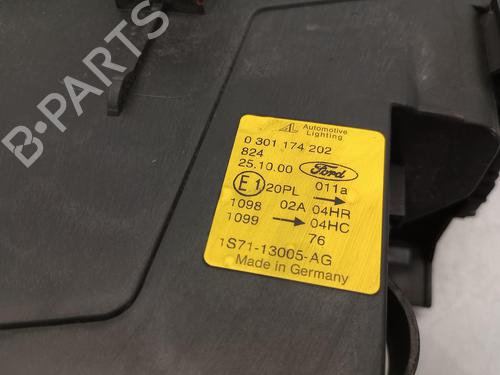 B-PARTS
AL Automotive Lighting
0 301 174 202
824
25.10.00 Ford
E1 20PL 011a →
1098 02A 04HR
1099 → 04HC
76
1S71-13005-AG
Made in Germany